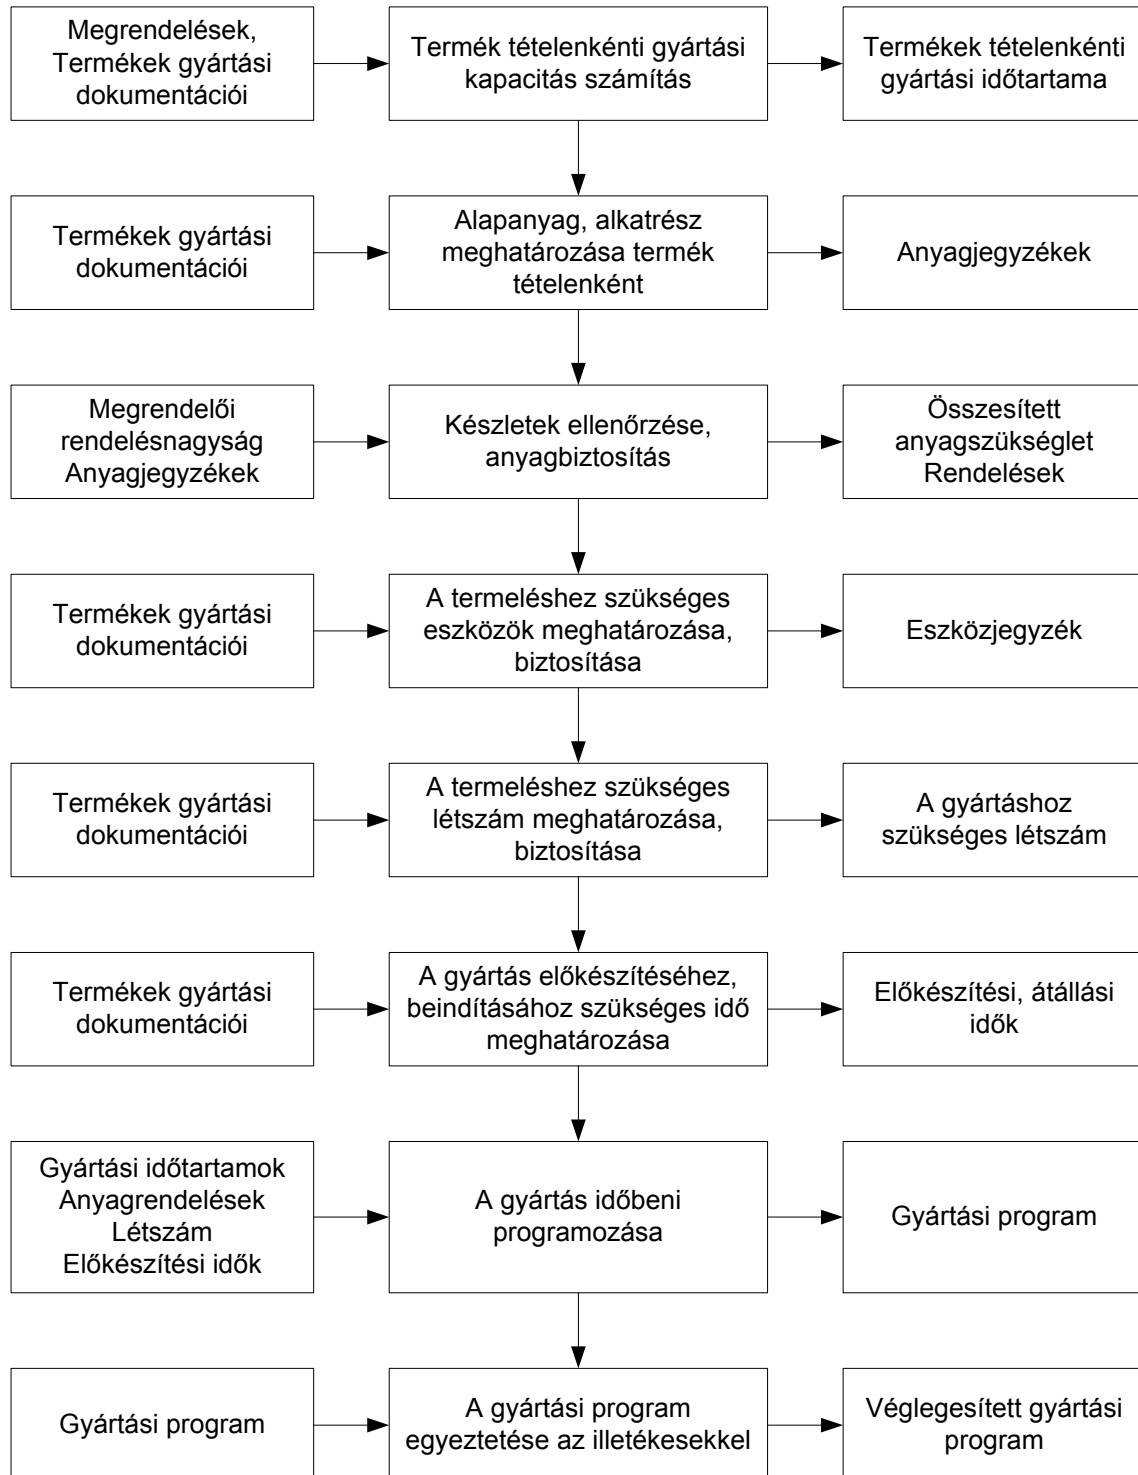 Megrendelések,
Termékek gyártási
dokumentációi
Termék tételenkénti gyártási
kapacitás számítás
Termékek tételenkénti
gyártási időtartama
Termékek gyártási
dokumentációi
Alapanyag, alkatrész
meghatározása termék
tételenként
Anyagjegyzékek
Megrendelői
rendelésnagyság
Anyagjegyzékek
Készletek ellenőrzése,
anyagbiztosítás
Összesített
anyagszükséglet
Rendelések
Termékek gyártási
dokumentációi
A termeléshez szükséges
eszközök meghatározása,
biztosítása
Eszközjegyzék
Termékek gyártási
dokumentációi
A termeléshez szükséges
létszám meghatározása,
biztosítása
A gyártáshoz
szükséges létszám
Termékek gyártási
dokumentációi
A gyártás előkészítéséhez,
beindításához szükséges idő
meghatározása
Előkészítési, átállási
idők
Gyártási időtartamok
Anyagrendelések
Létszám
Előkészítési idők
A gyártás időbeni
programozása
Gyártási program
Gyártási program
A gyártási program
egyeztetése az illetékesekkel
Véglegesített gyártási
program